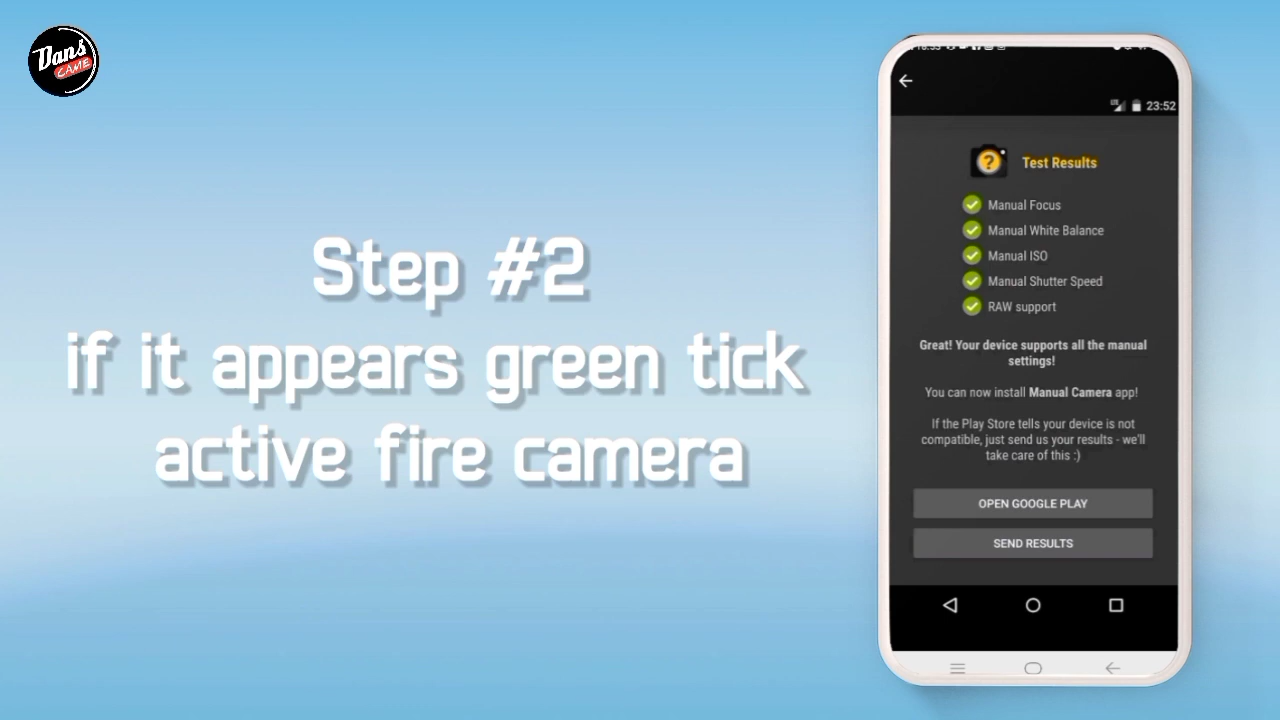 Dans
CAME
Step #2
if it appears green tick
active fire camera
23:52
Test Results
Manual Focus
Manual White Balance
Manual ISO
Manual Shutter Speed
RAW support
Great! Your device supports all the manual
settings!
You can now install Manual Camera app!
If the Play Store tells your device is not
compatible, just send us your results - we'll
take care of this :)
OPEN GOOGLE PLAY
SEND RESULTS